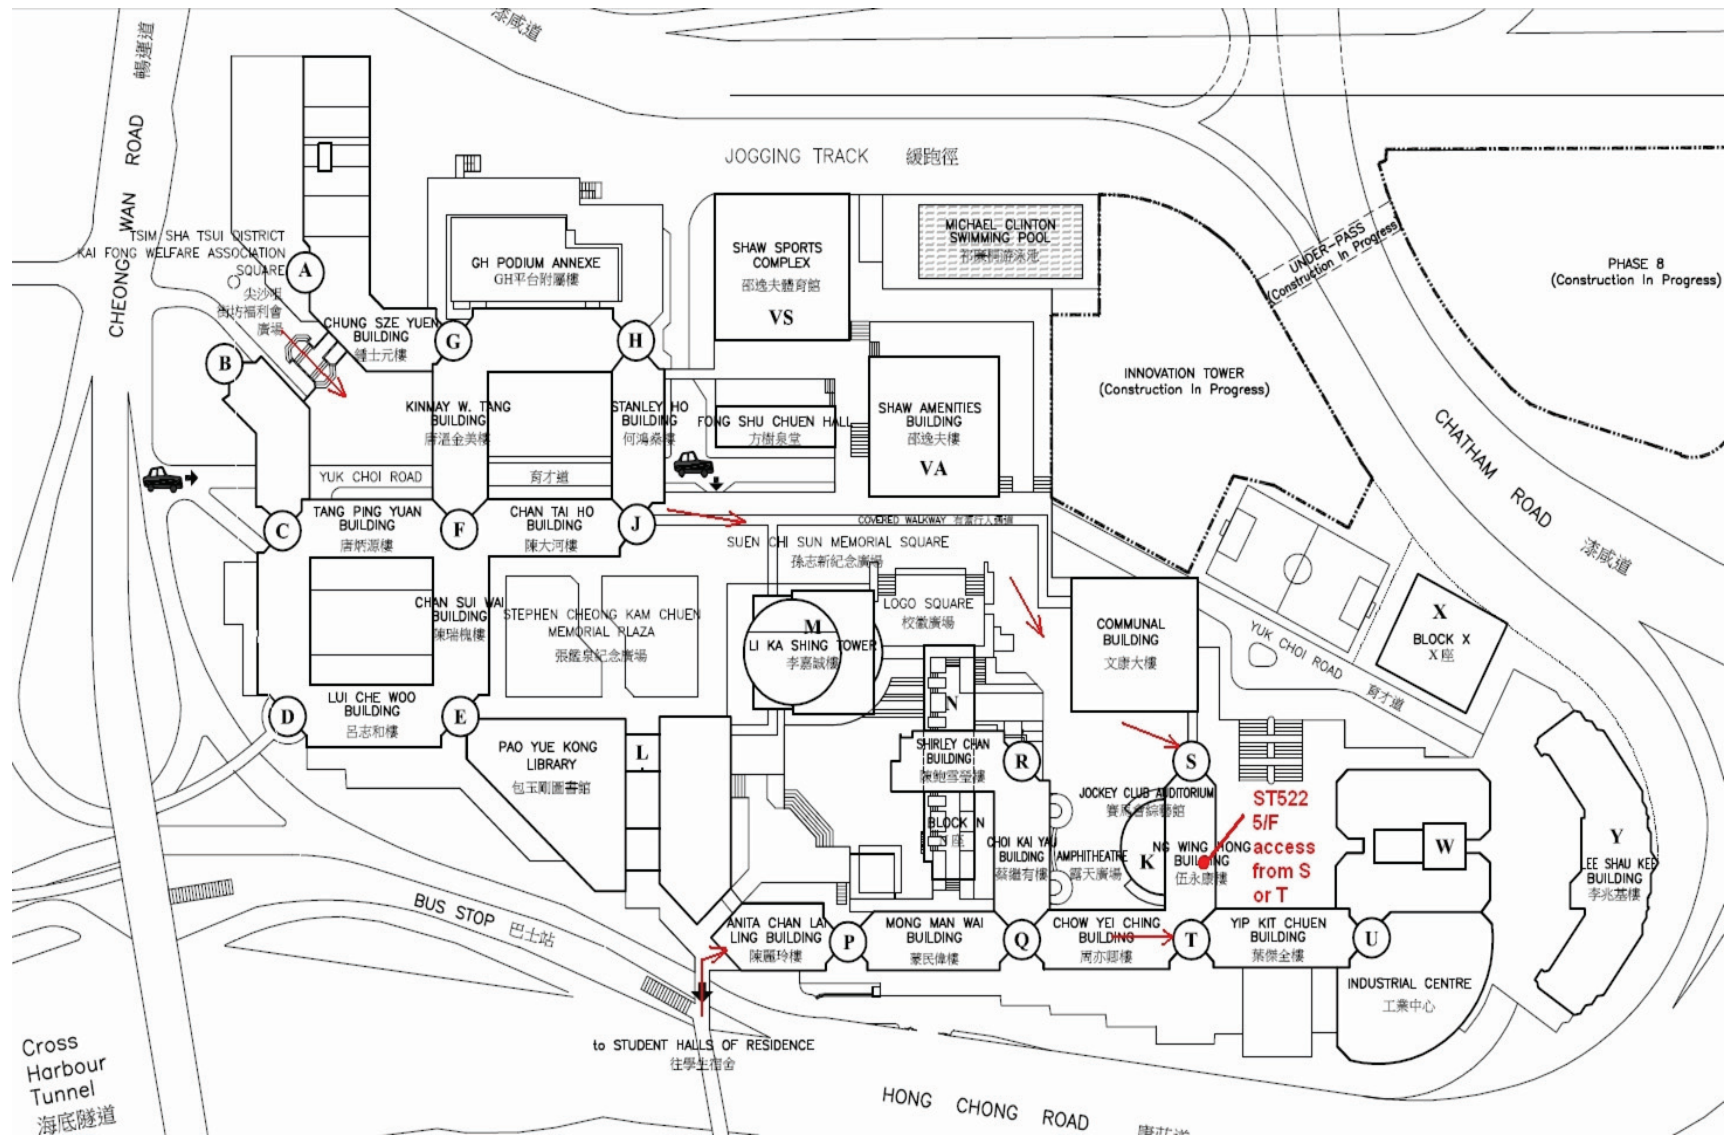 漆咸道
暢運道
CHEONG WAN ROAD
JOGGING TRACK 緩跑徑
TSIM SHA TSUI DISTRICT
KAI FONG WELFARE ASSOCIATION
SQUARE
尖沙咀
街坊福利會
廣場
A
GH PODIUM ANNEXE
GH平台附屬樓
SHAW SPORTS
COMPLEX
邵逸夫體育館
VS
MICHAEL CLINTON
SWIMMING POOL
UNDER-PASS
(Construction In Progress)
PHASE 8
(Construction In Progress)
CHUNG SZE YUEN
BUILDING
鍾士元樓
G
H
B
INNOVATION TOWER
(Construction In Progress)
KINMAY W. TANG
BUILDING
唐溫金美樓
STANLEY HO
BUILDING
何鴻燊樓
FONG SHU CHUEN HALL
方樹泉堂
SHAW AMENITIES
BUILDING
邵逸夫樓
VA
CHATHAM ROAD
漆咸道
YUK CHOI ROAD
育才道
C
TANG PING YUAN
BUILDING
唐炳源樓
F
CHAN TAI HO
BUILDING
陳大河樓
J
COVERED WALKWAY 有蓋行人通道
SUEN CHI SUN MEMORIAL SQUARE
孫志新紀念廣場
CHAN SUI WAI
BUILDING
陳瑞槐樓
STEPHEN CHEONG KAM CHUEN
MEMORIAL PLAZA
張鑑泉紀念廣場
M
LI KA SHING TOWER
李嘉誠樓
LOGO SQUARE
校徽廣場
COMMUNAL
BUILDING
文康大樓
YUK CHOI ROAD 育才道
X
BLOCK X
X座
D
LUI CHE WOO
BUILDING
呂志和樓
E
PAO YUE KONG
LIBRARY
包玉剛圖書館
L
N
SHIRLEY CHAN
BUILDING
陳鮑雪瑩樓
R
S
JOCKEY CLUB AUDITORIUM
賽馬會綜藝館
ST522
5/F
access
from S
or T
BLOCK N
N座
CHOI KAI YAU
BUILDING
蔡繼有樓
AMPHITHEATRE
露天廣場
K
NG WING HONG
BUILDING
伍永康樓
W
Y
LEE SHAU KEE
BUILDING
李兆基樓
BUS STOP 巴士站
ANITA CHAN LAI
LING BUILDING
陳麗玲樓
P
MONG MAN WAI
BUILDING
蒙民偉樓
Q
CHOW YEI CHING
BUILDING
周亦卿樓
T
YIP KIT CHUEN
BUILDING
葉傑全樓
U
INDUSTRIAL CENTRE
工業中心
to STUDENT HALLS OF RESIDENCE
往學生宿舍
Cross
Harbour
Tunnel
海底隧道
HONG CHONG ROAD